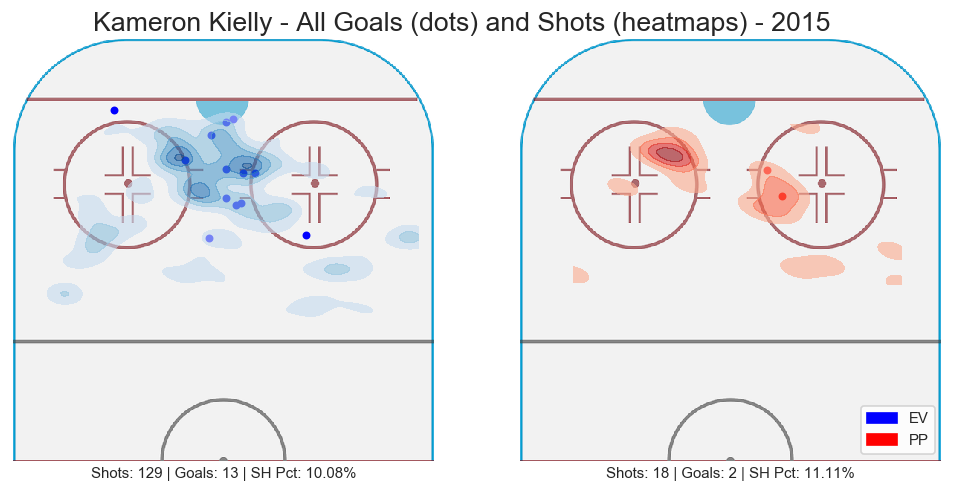 Kameron Kielly - All Goals (dots) and Shots (heatmaps) - 2015
EV
PP
Shots: 129 | Goals: 13 | SH Pct: 10.08%
Shots: 18 | Goals: 2 | SH Pct: 11.11%